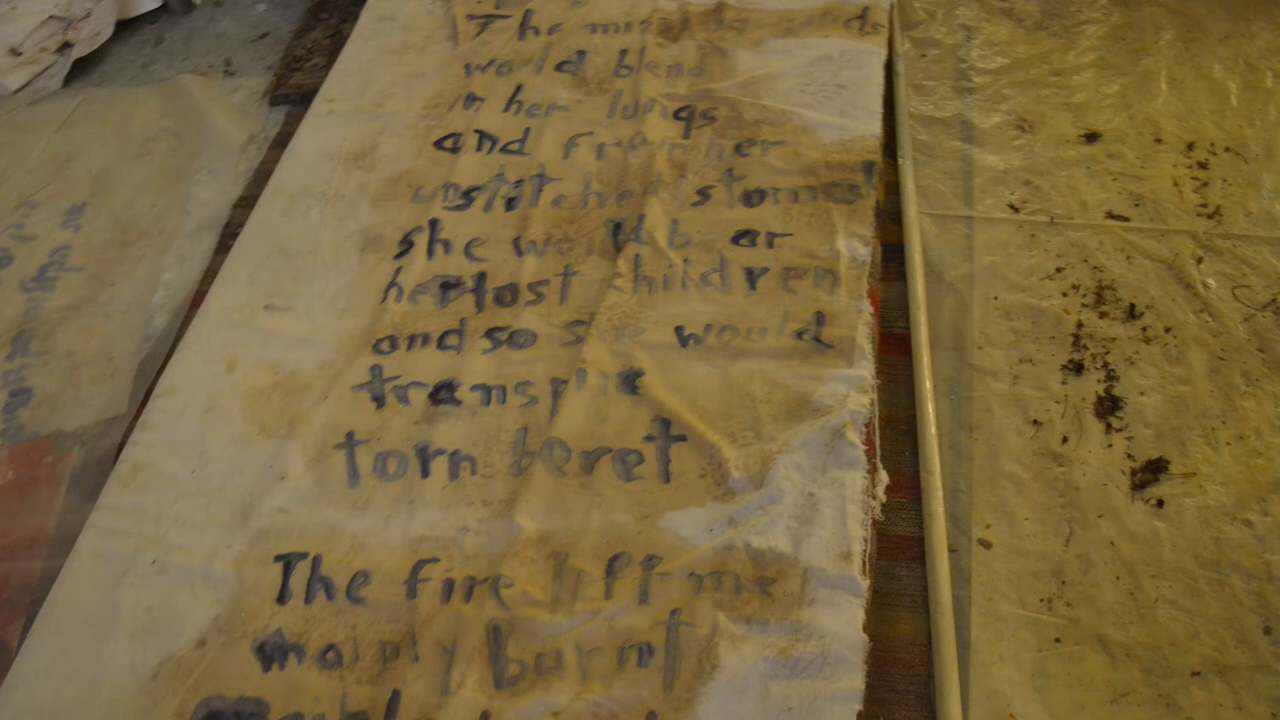 The
would blend
in her lungs
and from her
unstitched stomach
she would bear
her lost children
and so she would
transpire
torn beret
The fire left me
mainly burnt